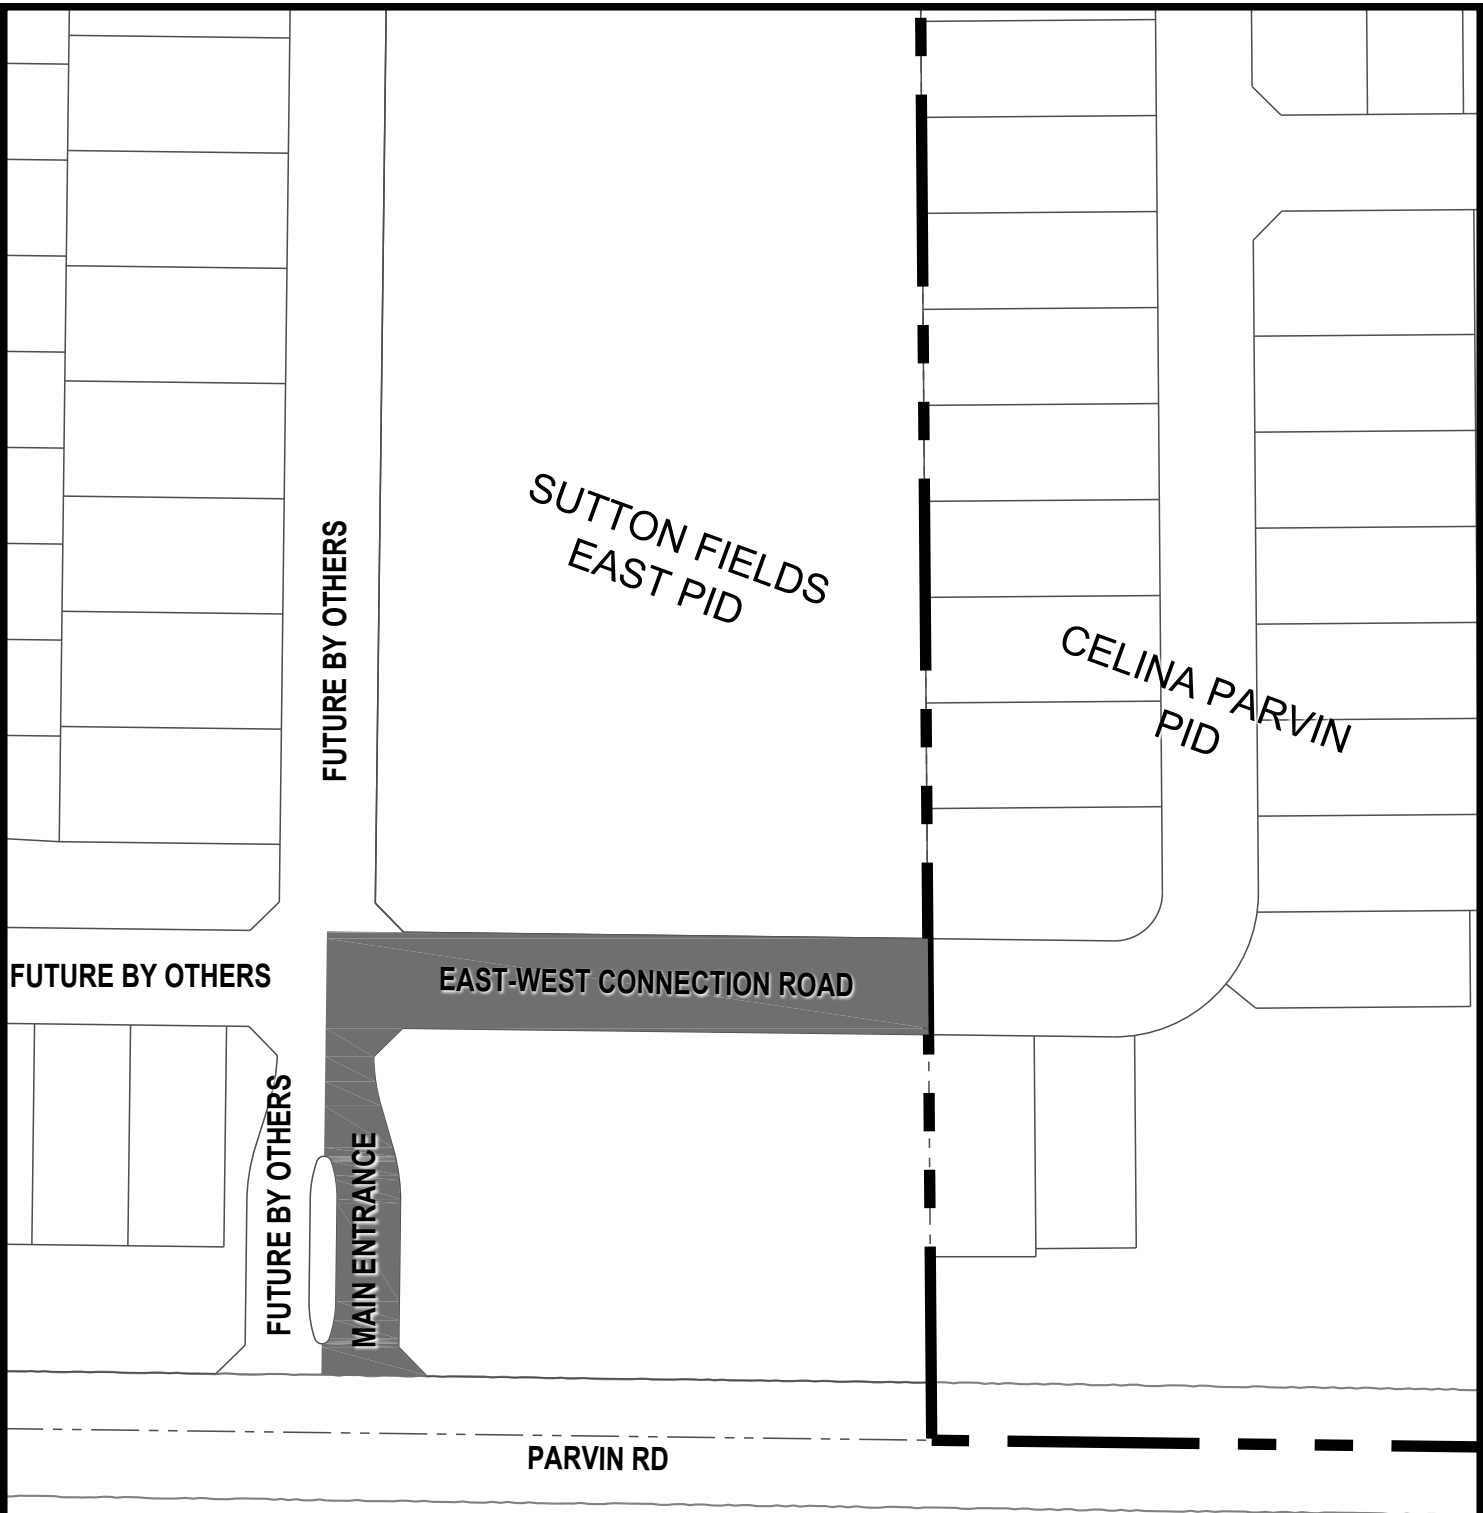 SUTTON FIELDS
EAST PID
FUTURE BY OTHERS
CELINA PARVIN
PID
FUTURE BY OTHERS
EAST-WEST CONNECTION ROAD
FUTURE BY OTHERS
MAIN ENTRANCE
PARVIN RD